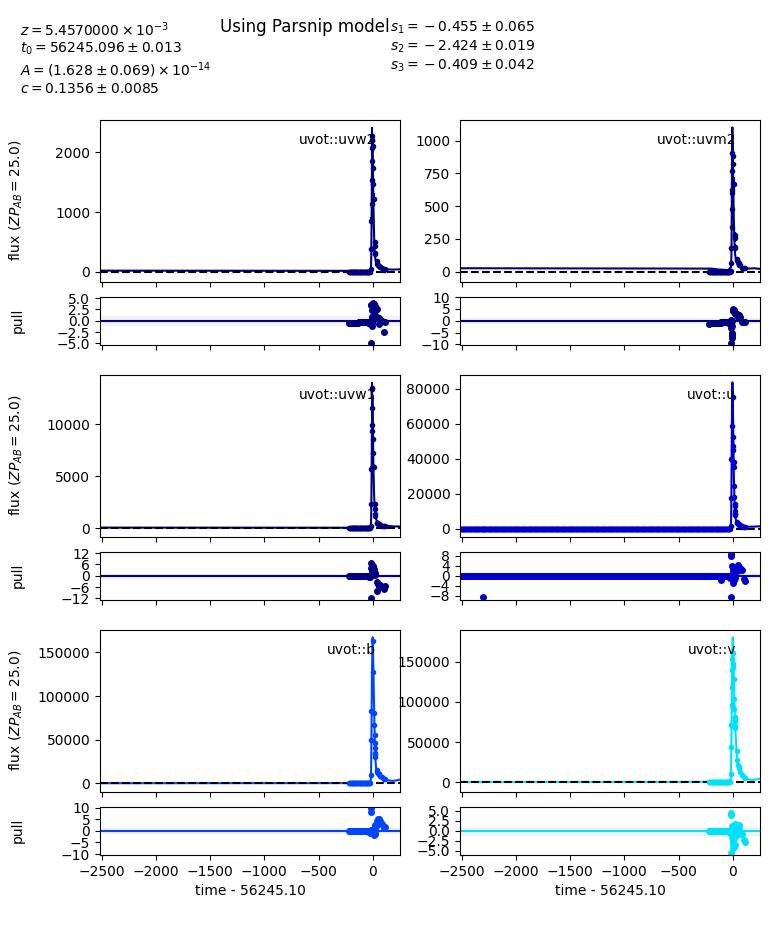 Using Parsnip model
z = 5.4570000 × 10⁻³
t₀ = 56245.096 ± 0.013
A = (1.628 ± 0.069) × 10⁻¹⁴
c = 0.1356 ± 0.0085
s₁ = −0.455 ± 0.065
s₂ = −2.424 ± 0.019
s₃ = −0.409 ± 0.042
uvot::uvw2
flux (ZP_AB = 25.0)
2000
1000
0
pull
5.0
2.5
0.0
−2.5
−5.0
uvot::uvm2
1000
750
500
250
0
10
5
0
−5
−10
uvot::uvw1
flux (ZP_AB = 25.0)
10000
5000
0
pull
12
6
0
−6
−12
uvot::u
80000
60000
40000
20000
0
8
4
0
−4
−8
uvot::b
flux (ZP_AB = 25.0)
150000
100000
50000
0
pull
10
5
0
−5
−10
−2500 −2000 −1500 −1000 −500 0
time - 56245.10
uvot::v
150000
100000
50000
0
5.0
2.5
0.0
−2.5
−5.0
−2500 −2000 −1500 −1000 −500 0
time - 56245.10